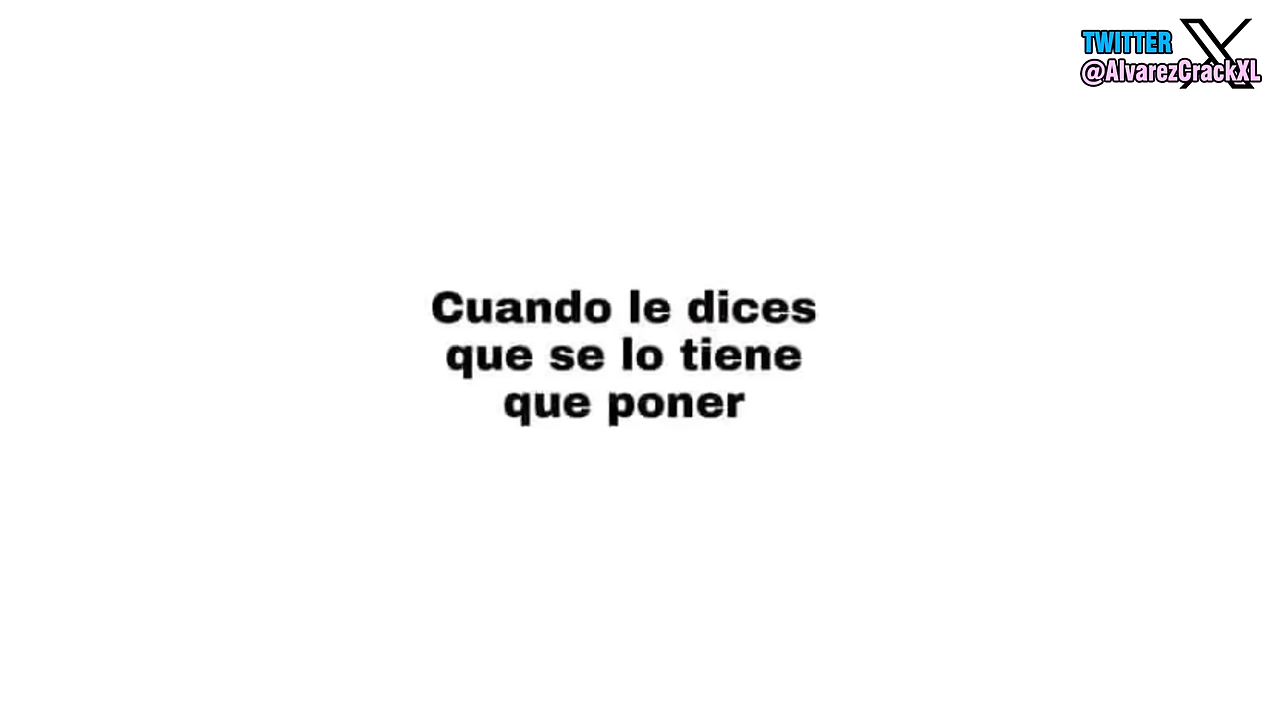 TWITTER
@AlvarezCrackXL
Cuando le dices
que se lo tiene
que poner